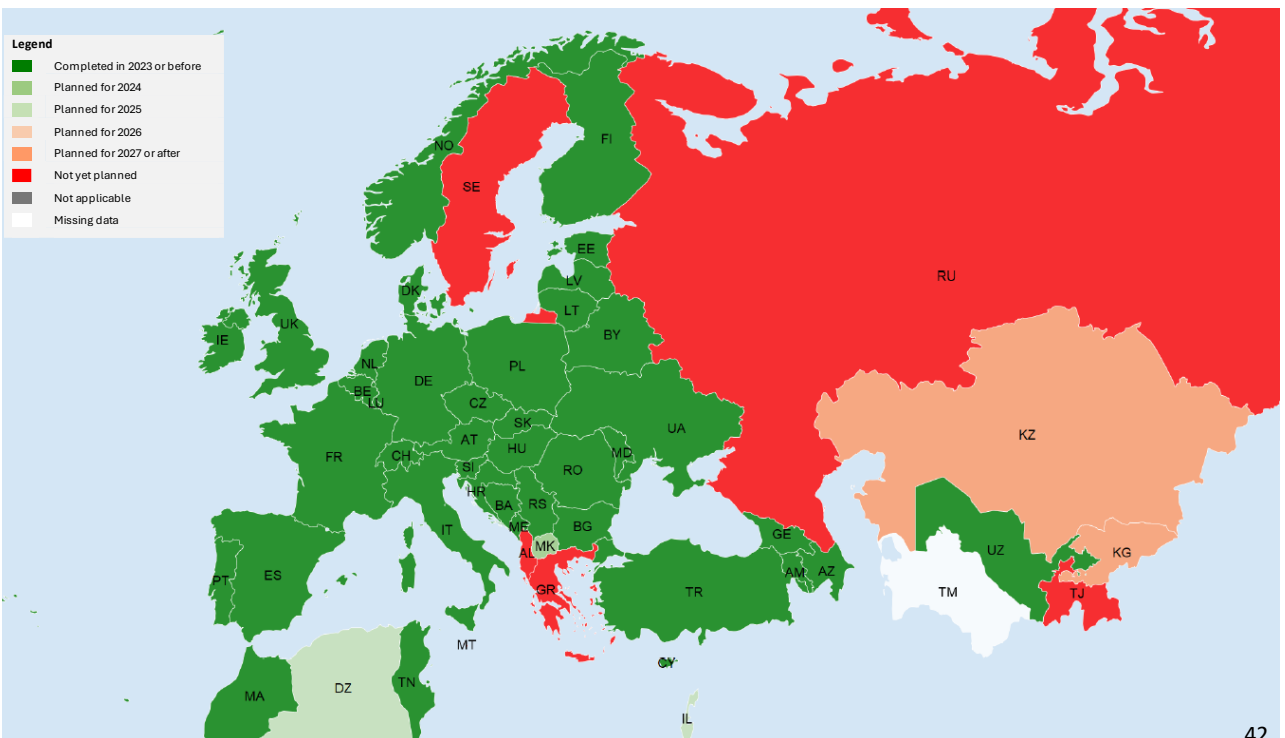 Legend
Completed in 2023 or before
Planned for 2024
Planned for 2025
Planned for 2026
Planned for 2027 or after
Not yet planned
Not applicable
Missing data
NO
FI
SE
EE
RU
LV
DK
LT
UK
BY
IE
NL
PL
DE
BE
LU
CZ
SK
UA
KZ
AT
HU
MD
FR
CH
SI
RO
HR
BA
RS
IT
ME
BG
GE
AL
MK
UZ
KG
PT
ES
AM
AZ
GR
TR
TM
TJ
MT
CY
TN
MA
DZ
IL
42